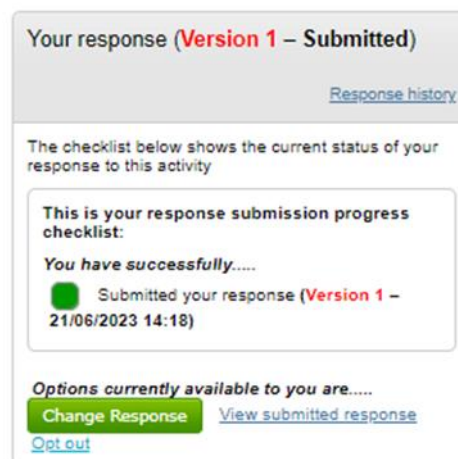 Your response (Version 1 – Submitted)
Response history
The checklist below shows the current status of your
response to this activity
This is your response submission progress
checklist:
You have successfully.....
Submitted your response (Version 1 –
21/06/2023 14:18)
Options currently available to you are.....
Change Response View submitted response
Opt out